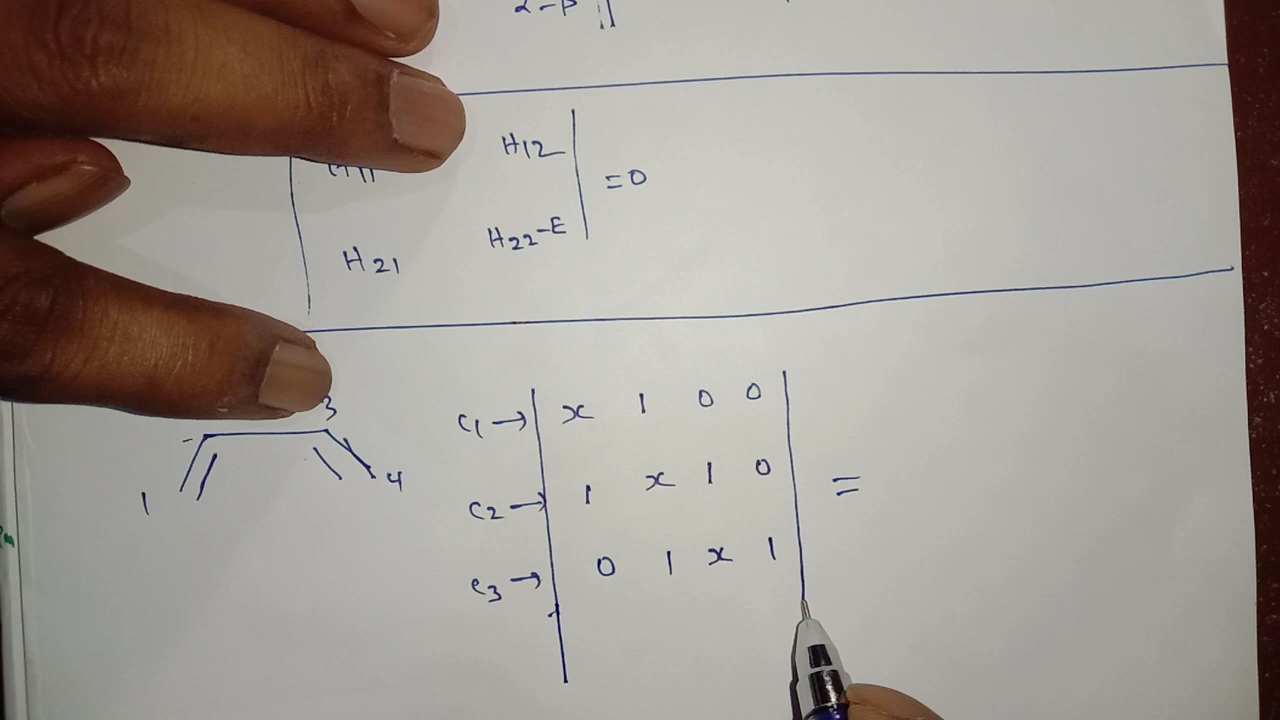 α-β
H12
= 0
H21 H22-E
3
1 4
C1 → x 1 0 0
C2 → 1 x 1 0 =
C3 → 0 1 x 1